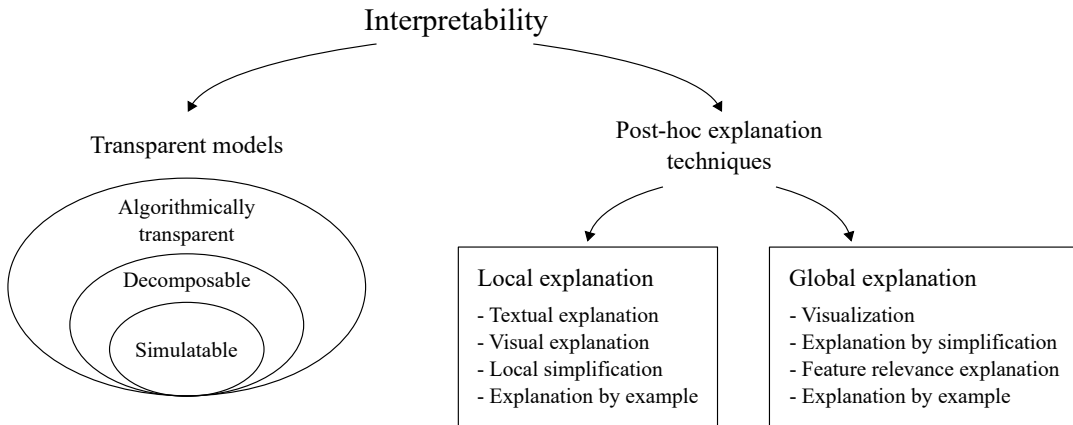 Interpretability
Transparent models
Algorithmically
transparent
Decomposable
Simulatable
Post-hoc explanation
techniques
Local explanation
- Textual explanation
- Visual explanation
- Local simplification
- Explanation by example
Global explanation
- Visualization
- Explanation by simplification
- Feature relevance explanation
- Explanation by example